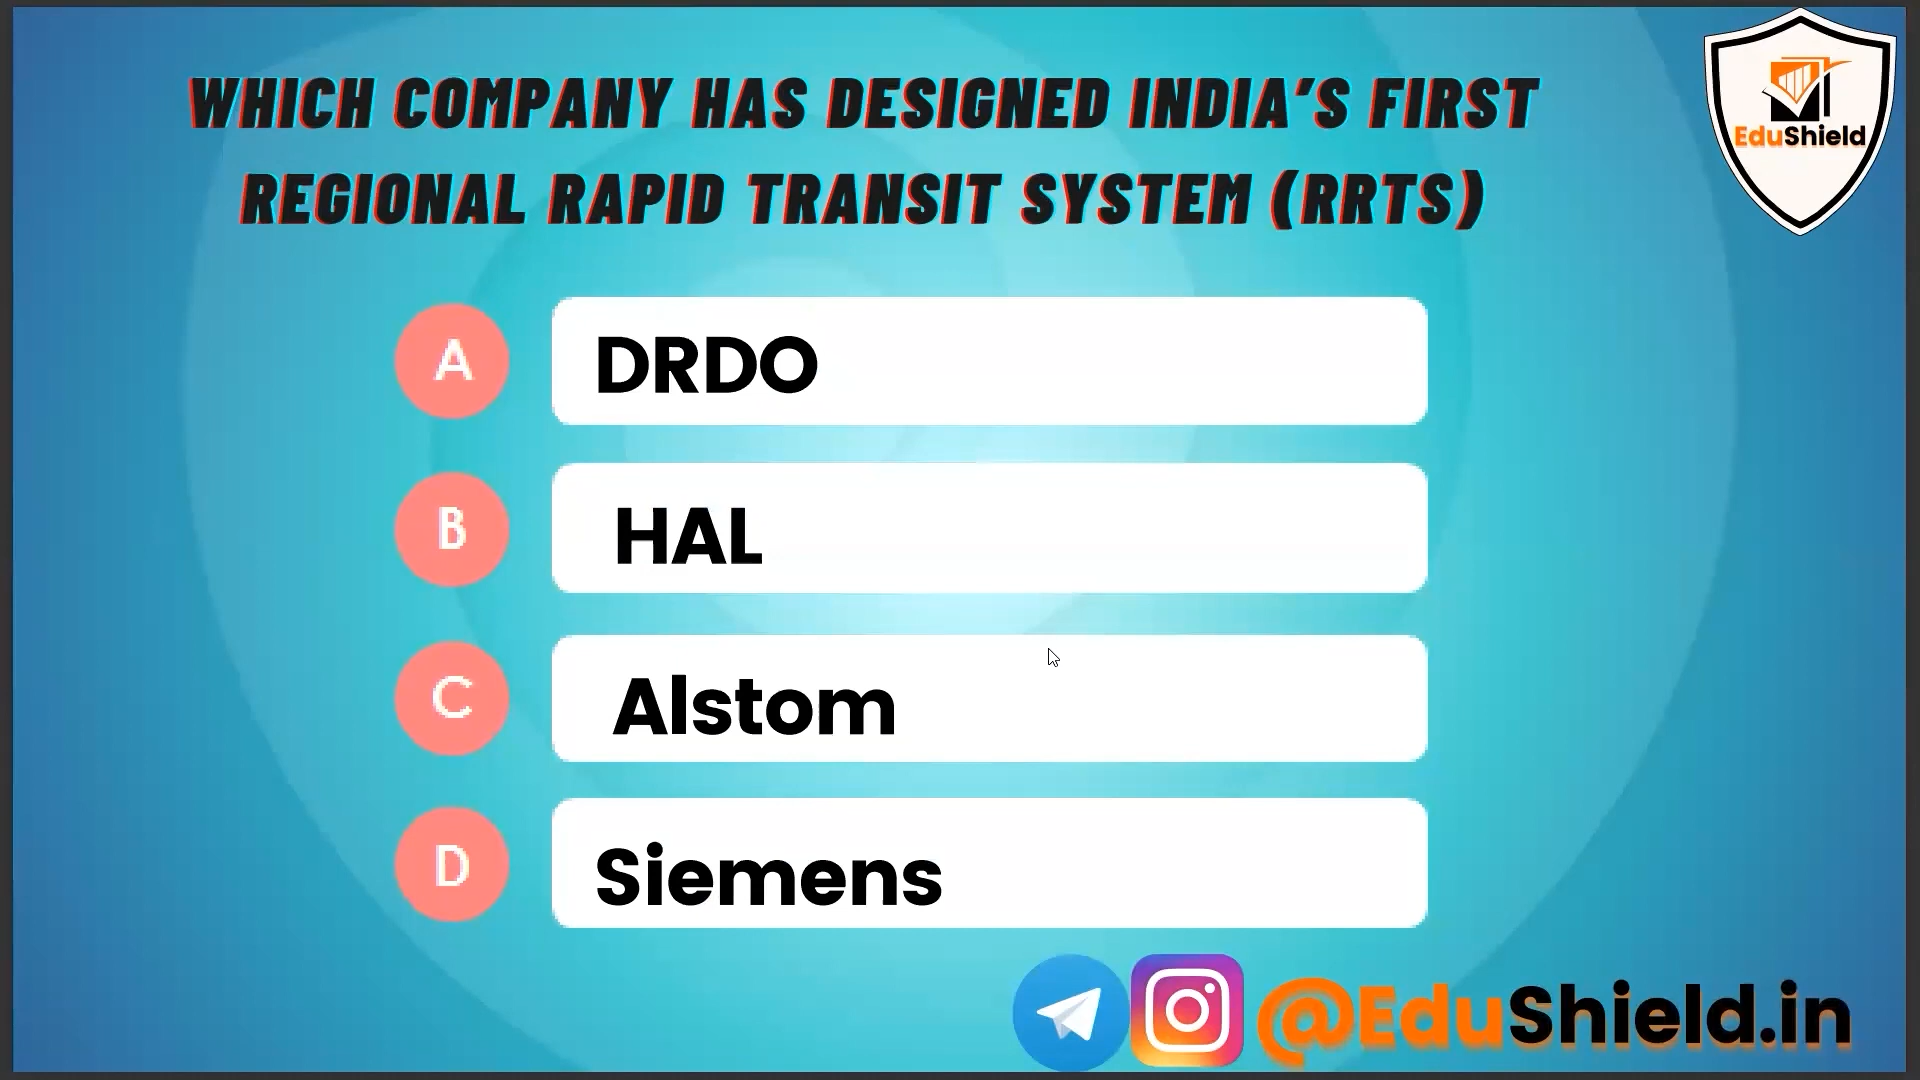 WHICH COMPANY HAS DESIGNED INDIA'S FIRST
REGIONAL RAPID TRANSIT SYSTEM (RRTS)
EduShield
A DRDO
B HAL
C Alstom
D Siemens
@EduShield.in